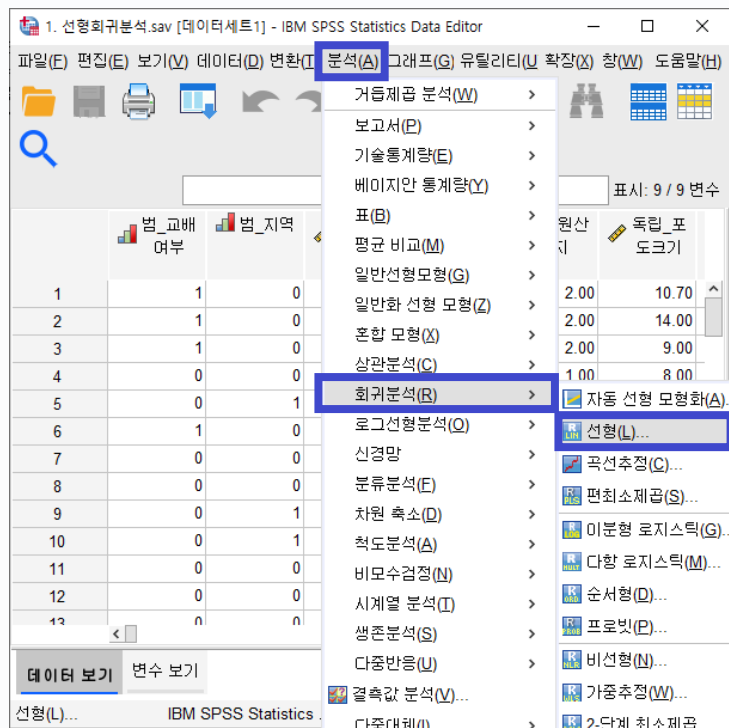 1. 선형회귀분석.sav [데이터세트1] - IBM SPSS Statistics Data Editor
파일(F) 편집(E) 보기(V) 데이터(D) 변환(T 분석(A) 그래프(G) 유틸리티(U 확장(X) 창(W) 도움말(H)
거듭제곱 분석(W)
보고서(P)
기술통계량(E)
베이지안 통계량(Y)
표(B)
평균 비교(M)
일반선형모형(G)
일반화 선형 모형(Z)
혼합 모형(X)
상관분석(C)
회귀분석(R)
로그선형분석(O)
신경망
분류분석(F)
차원 축소(D)
척도분석(A)
비모수검정(N)
시계열 분석(T)
생존분석(S)
다중반응(U)
결측값 분석(V)...
다중대체(I)
자동 선형 모형화(A).
선형(L)...
곡선추정(C)...
편최소제곱(S)...
이분형 로지스틱(G)..
다항 로지스틱(M)...
순서형(D)...
프로빗(P)...
비선형(N)...
가중추정(W)...
2-단계 최소제곱
표시: 9 / 9 변수
범_교배
여부
범_지역
원산
지
독립_포
도크기
1 1 0 2.00 10.70
2 1 0 2.00 14.00
3 1 0 2.00 9.00
4 0 0 1.00 8.00
5 0 1
6 1 0
7 0 0
8 0 0
9 0 1
10 0 1
11 0 0
12 0 0
13 0 0
데이터 보기 변수 보기
선형(L)... IBM SPSS Statistics